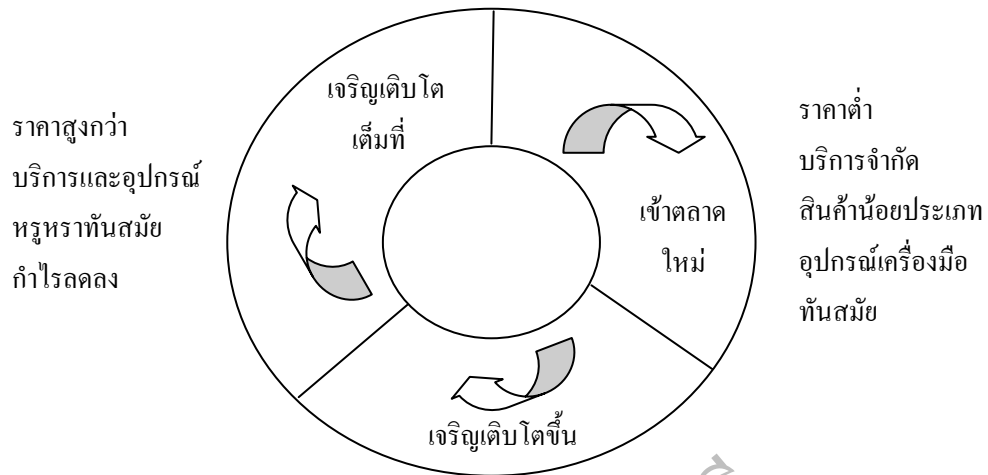 ราคาสูงกว่า
บริการและอุปกรณ์
หรูหราทันสมัย
กำไรลดลง
เจริญเติบโต
เต็มที่
เข้าตลาด
ใหม่
เจริญเติบโตขึ้น
ราคาต่ำ
บริการจำกัด
สินค้าน้อยประเภท
อุปกรณ์เครื่องมือ
ทันสมัย